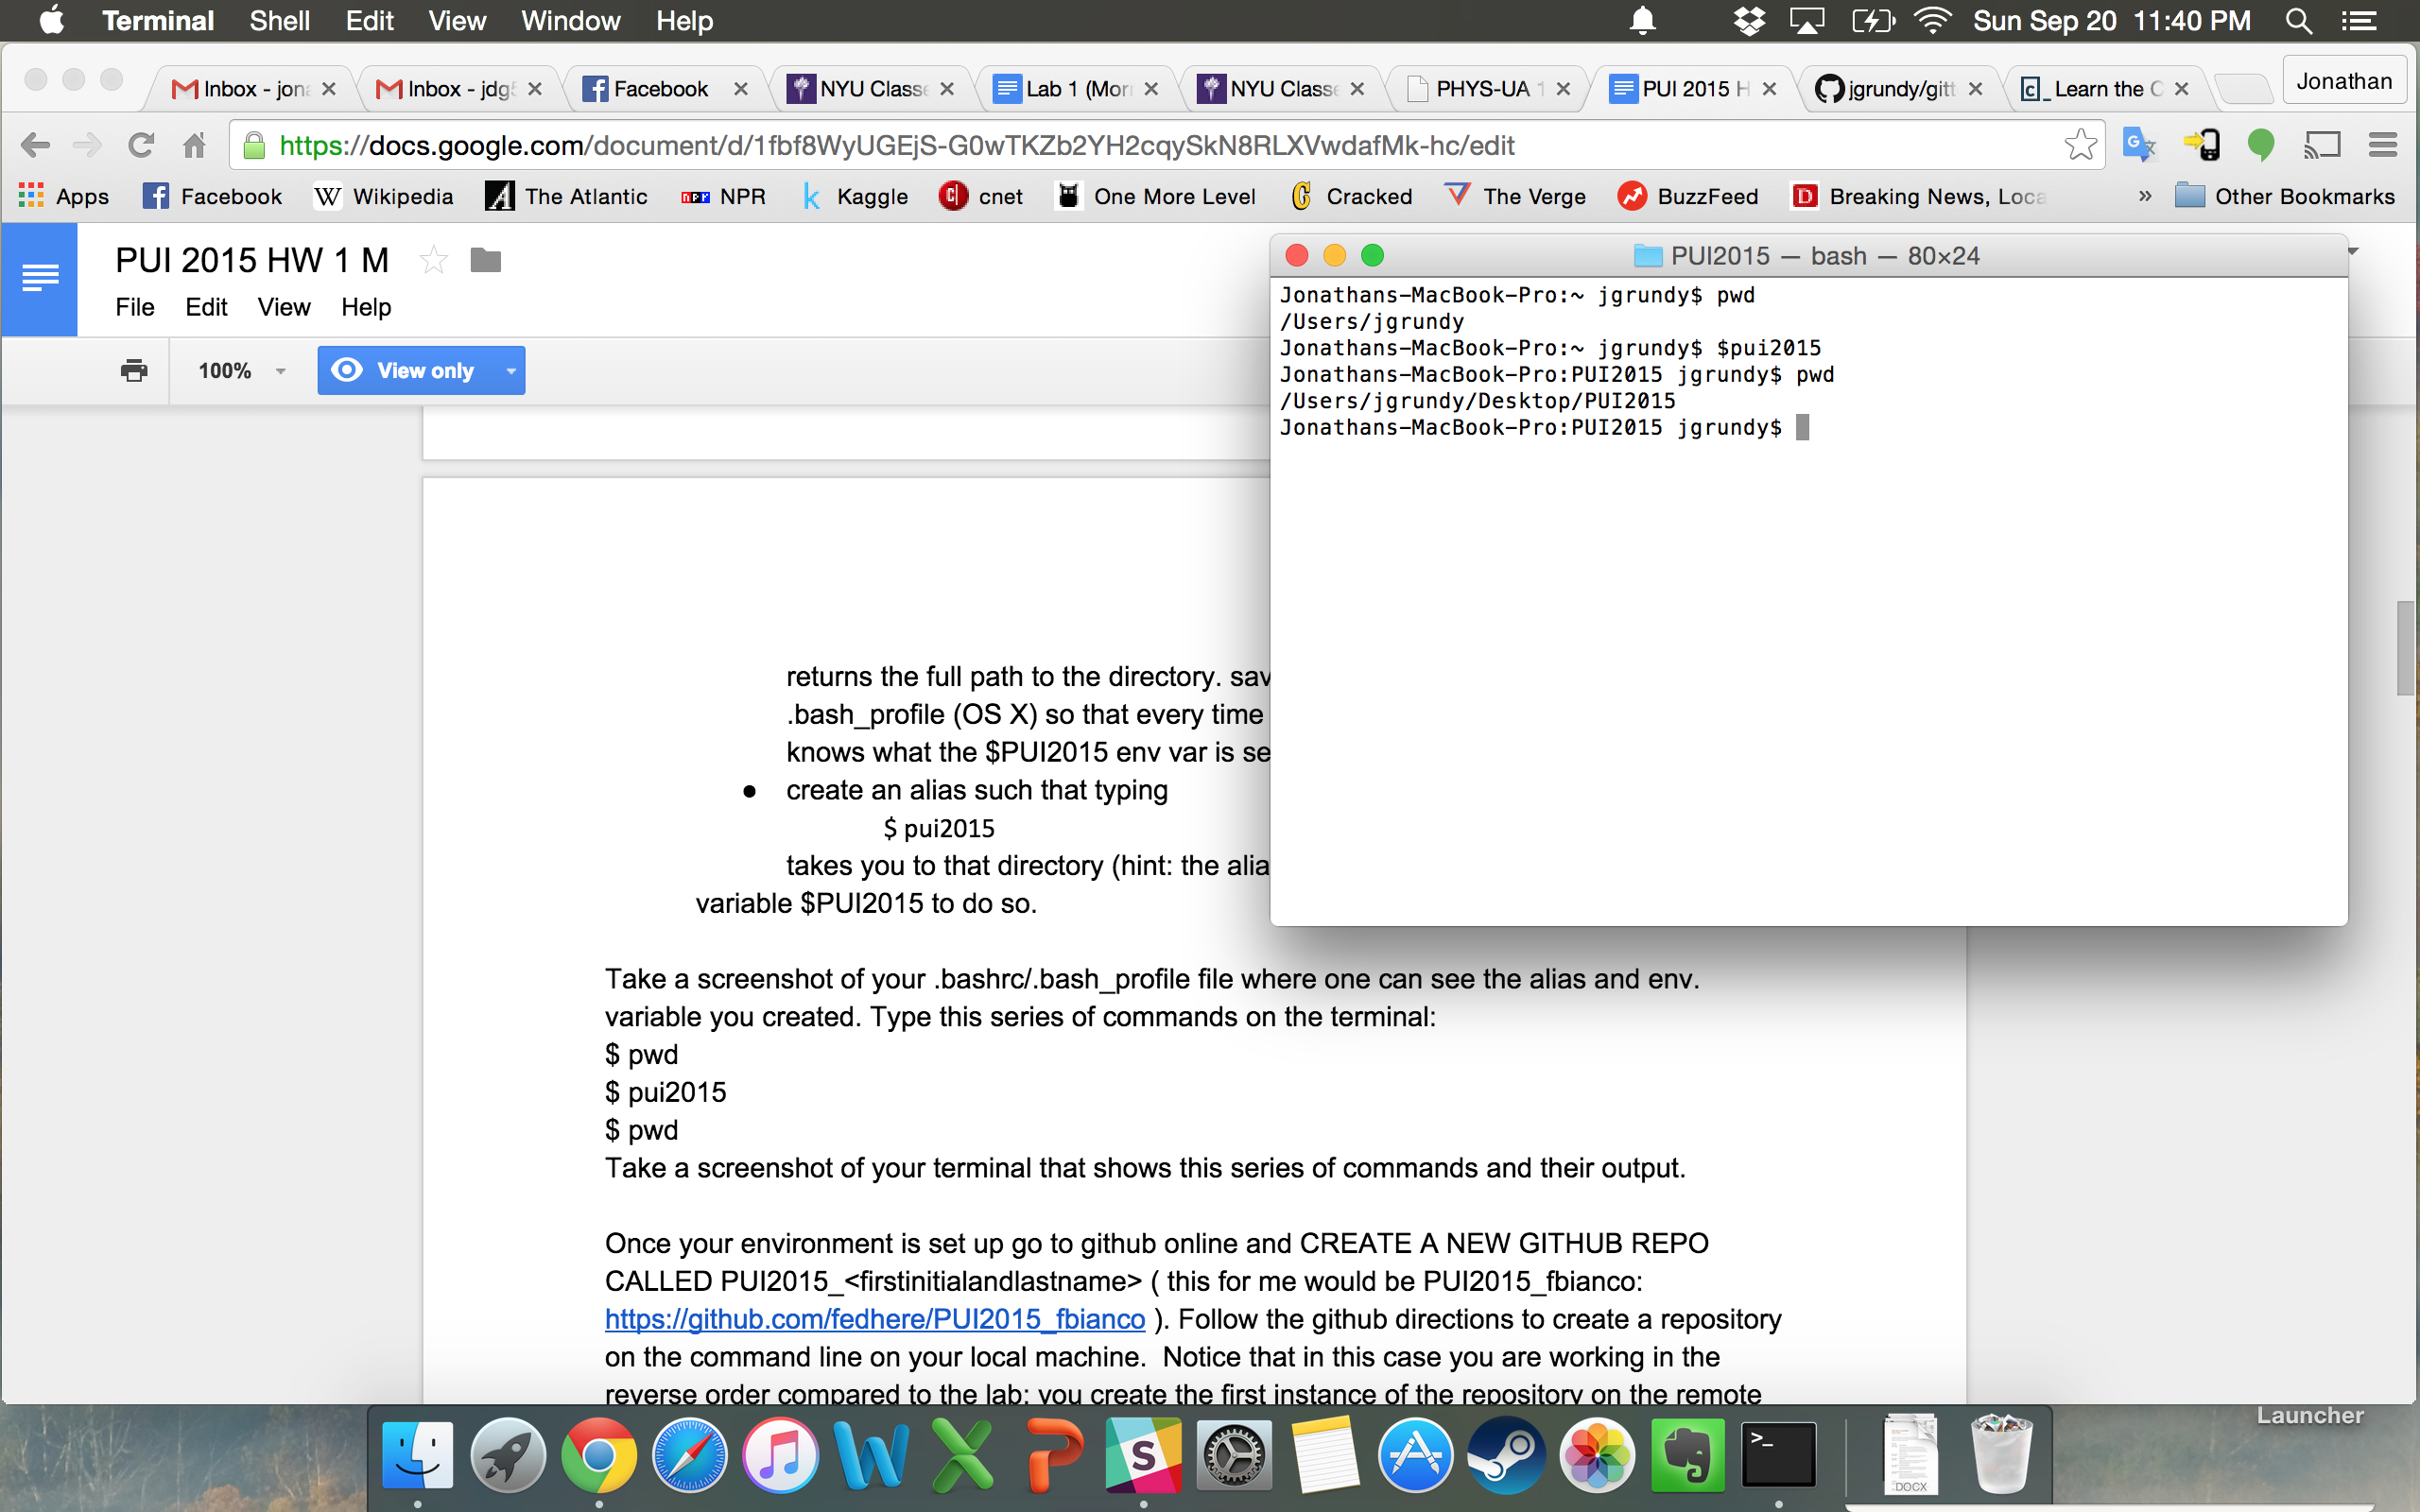 Terminal Shell Edit View Window Help Sun Sep 20 11:40 PM
Inbox - jona Inbox - jdg5 Facebook NYU Classe Lab 1 (Morn NYU Classe PHYS-UA 1 PUI 2015 H jgrundy/gitt Learn the C Jonathan
https://docs.google.com/document/d/1fbf8WyUGEjS-G0wTKZb2YH2cqySkN8RLXVwdafMk-hc/edit
Apps Facebook W Wikipedia The Atlantic npr NPR k Kaggle cnet One More Level Cracked The Verge BuzzFeed D Breaking News, Loca » Other Bookmarks
PUI 2015 HW 1 M
File Edit View Help
100% View only
PUI2015 — bash — 80×24
Jonathans-MacBook-Pro:~ jgrundy$ pwd
/Users/jgrundy
Jonathans-MacBook-Pro:~ jgrundy$ $pui2015
Jonathans-MacBook-Pro:PUI2015 jgrundy$ pwd
/Users/jgrundy/Desktop/PUI2015
Jonathans-MacBook-Pro:PUI2015 jgrundy$
returns the full path to the directory. sav
.bash_profile (OS X) so that every time
knows what the $PUI2015 env var is se
● create an alias such that typing
$ pui2015
takes you to that directory (hint: the alia
variable $PUI2015 to do so.
Take a screenshot of your .bashrc/.bash_profile file where one can see the alias and env.
variable you created. Type this series of commands on the terminal:
$ pwd
$ pui2015
$ pwd
Take a screenshot of your terminal that shows this series of commands and their output.
Once your environment is set up go to github online and CREATE A NEW GITHUB REPO
CALLED PUI2015_<firstinitialandlastname> ( this for me would be PUI2015_fbianco:
https://github.com/fedhere/PUI2015_fbianco ). Follow the github directions to create a repository
on the command line on your local machine.  Notice that in this case you are working in the
reverse order compared to the lab: you create the first instance of the repository on the remote
Launcher
DOCX